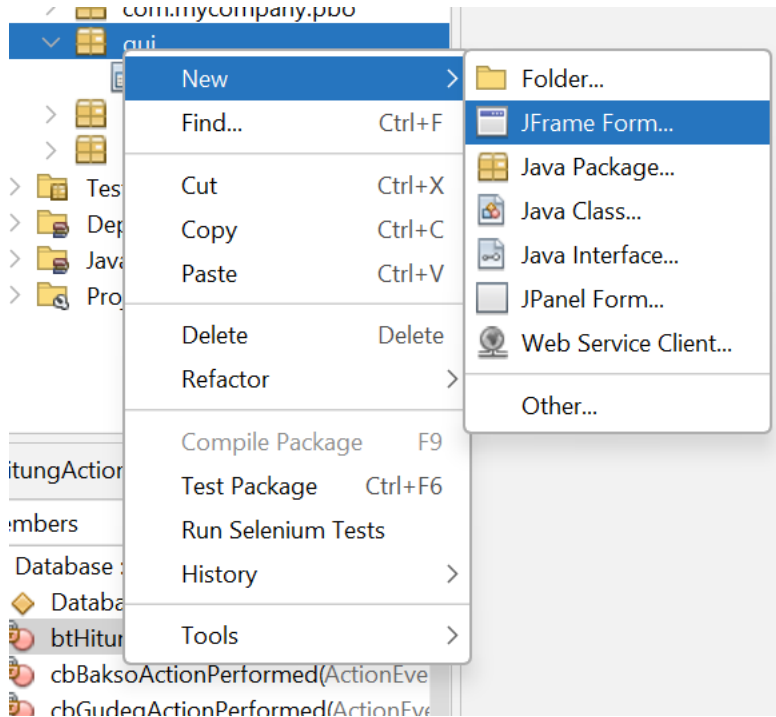 com.mycompany.pbo
gui
New
Find... Ctrl+F
Cut Ctrl+X
Copy Ctrl+C
Paste Ctrl+V
Delete Delete
Refactor
Compile Package F9
Test Package Ctrl+F6
Run Selenium Tests
History
Tools
Folder...
JFrame Form...
Java Package...
Java Class...
Java Interface...
JPanel Form...
Web Service Client...
Other...
Tes
Dep
Java
Proj
itungAction
embers
Database :
Databa
btHitun
cbBaksoActionPerformed(ActionEve
cbGudegActionPerformed(ActionEve